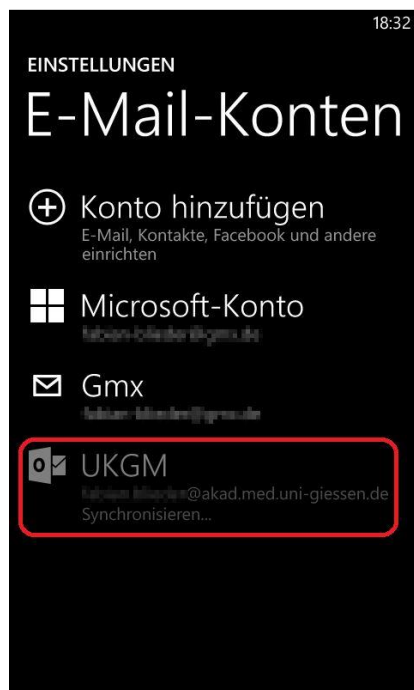 18:32
EINSTELLUNGEN
E-Mail-Konten
Konto hinzufügen
E-Mail, Kontakte, Facebook und andere
einrichten
Microsoft-Konto
Gmx
UKGM
@akad.med.uni-giessen.de
Synchronisieren...